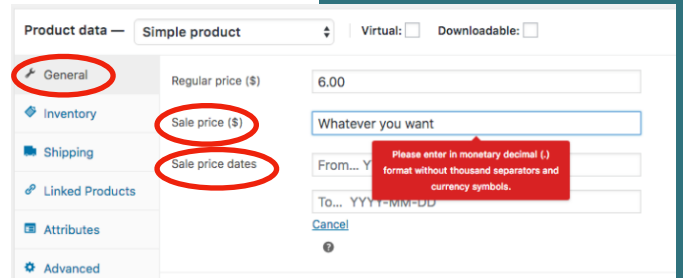 Product data — Simple product Virtual: Downloadable:
General
Inventory
Shipping
Linked Products
Attributes
Advanced
Regular price ($) 6.00
Sale price ($) Whatever you want
Please enter in monetary decimal (.)
format without thousand separators and
currency symbols.
Sale price dates From... Y
To... YYYY-MM-DD
Cancel
?